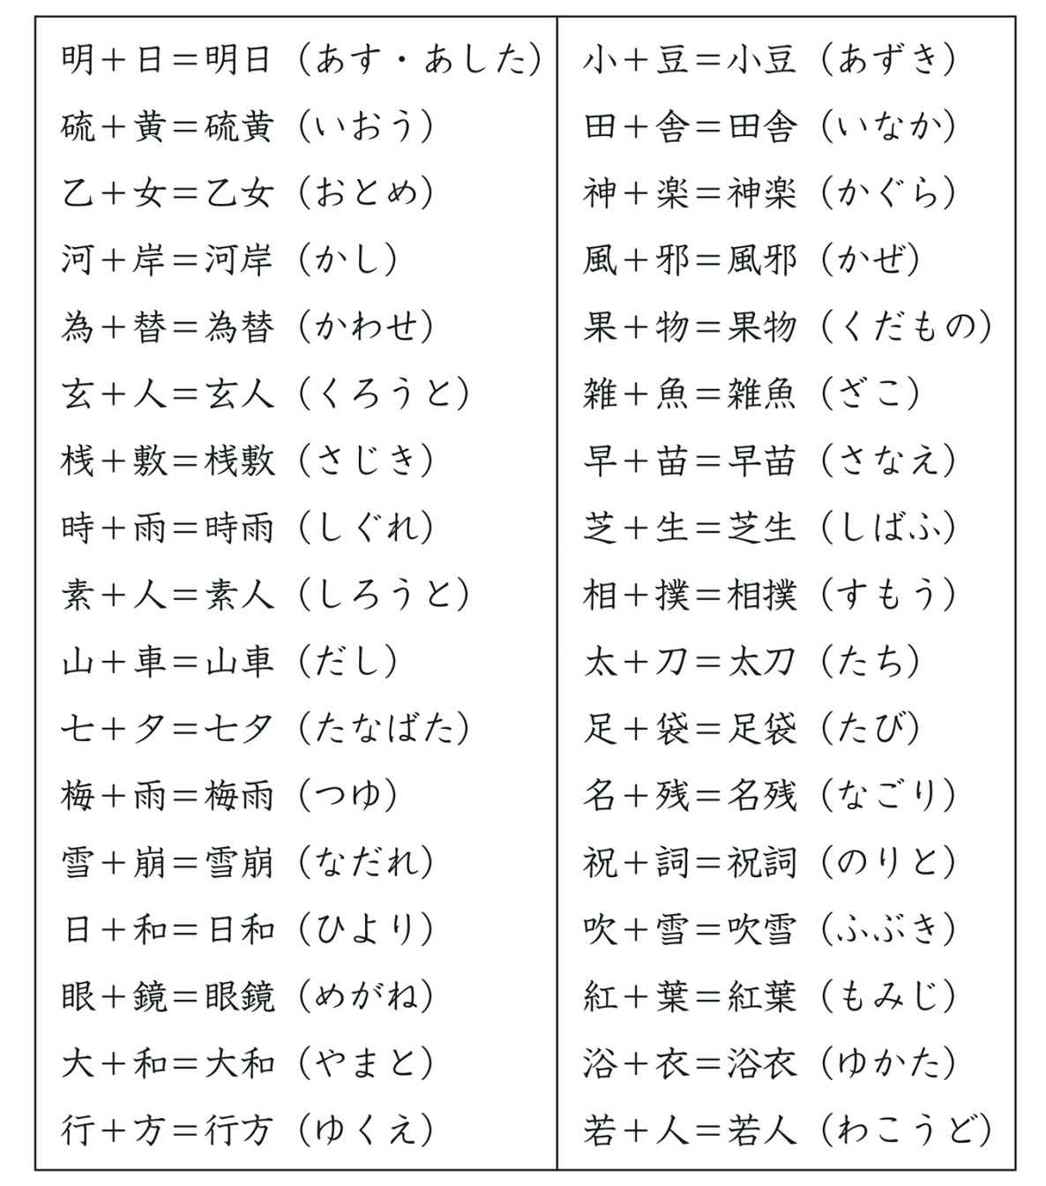 明＋日＝明日（あす・あした）
硫＋黄＝硫黄（いおう）
乙＋女＝乙女（おとめ）
河＋岸＝河岸（かし）
為＋替＝為替（かわせ）
玄＋人＝玄人（くろうと）
桟＋敷＝桟敷（さじき）
時＋雨＝時雨（しぐれ）
素＋人＝素人（しろうと）
山＋車＝山車（だし）
七＋夕＝七夕（たなばた）
梅＋雨＝梅雨（つゆ）
雪＋崩＝雪崩（なだれ）
日＋和＝日和（ひより）
眼＋鏡＝眼鏡（めがね）
大＋和＝大和（やまと）
行＋方＝行方（ゆくえ）
小＋豆＝小豆（あずき）
田＋舎＝田舎（いなか）
神＋楽＝神楽（かぐら）
風＋邪＝風邪（かぜ）
果＋物＝果物（くだもの）
雑＋魚＝雑魚（ざこ）
早＋苗＝早苗（さなえ）
芝＋生＝芝生（しばふ）
相＋撲＝相撲（すもう）
太＋刀＝太刀（たち）
足＋袋＝足袋（たび）
名＋残＝名残（なごり）
祝＋詞＝祝詞（のりと）
吹＋雪＝吹雪（ふぶき）
紅＋葉＝紅葉（もみじ）
浴＋衣＝浴衣（ゆかた）
若＋人＝若人（わこうど）